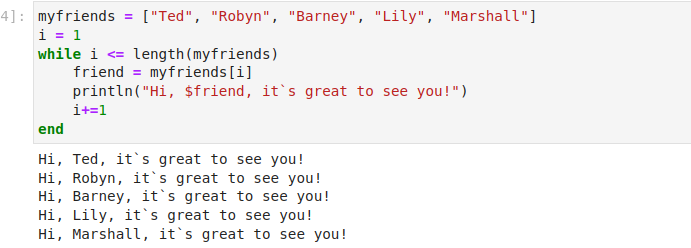 4]: myfriends = ["Ted", "Robyn", "Barney", "Lily", "Marshall"]
i = 1
while i <= length(myfriends)
    friend = myfriends[i]
    println("Hi, $friend, it`s great to see you!")
    i+=1
end
Hi, Ted, it`s great to see you!
Hi, Robyn, it`s great to see you!
Hi, Barney, it`s great to see you!
Hi, Lily, it`s great to see you!
Hi, Marshall, it`s great to see you!